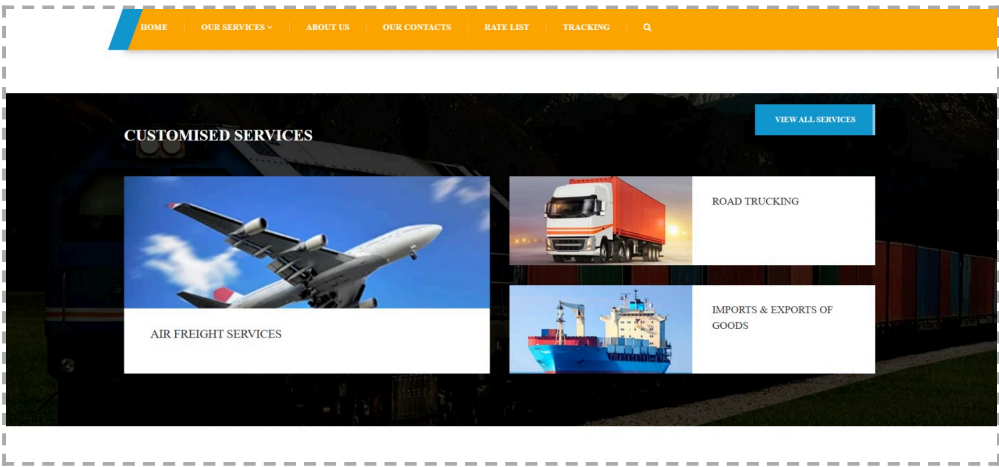 HOME OUR SERVICES ABOUT US OUR CONTACTS RATE LIST TRACKING
VIEW ALL SERVICES
CUSTOMISED SERVICES
AIR FREIGHT SERVICES
ROAD TRUCKING
IMPORTS & EXPORTS OF
GOODS